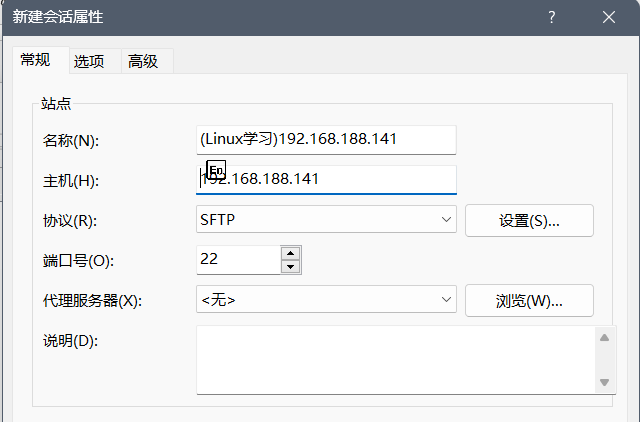 新建会话属性
常规 选项 高级
站点
名称(N): (Linux学习)192.168.188.141
主机(H): 192.168.188.141
En
协议(R): SFTP 设置(S)...
端口号(O): 22
代理服务器(X): <无> 浏览(W)...
说明(D):